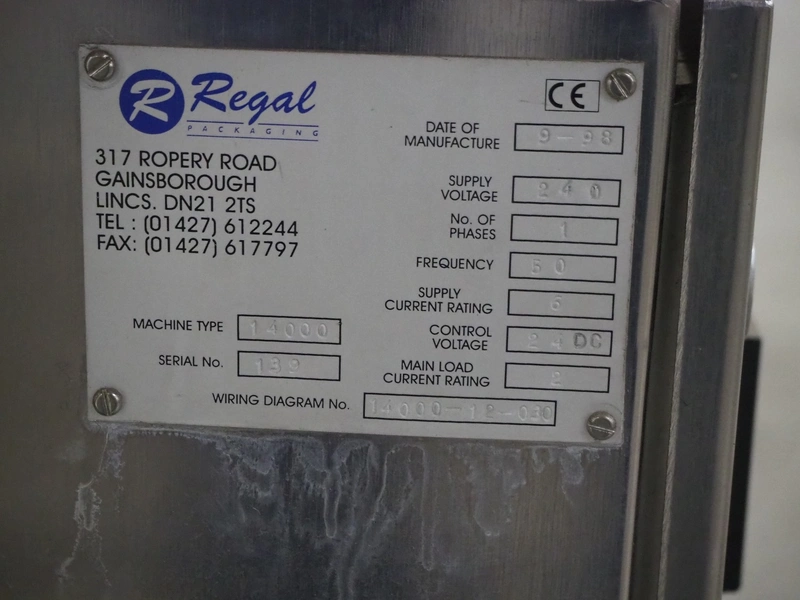 R Regal
PACKAGING
317 ROPERY ROAD
GAINSBOROUGH
LINCS. DN21 2TS
TEL : (01427) 612244
FAX: (01427) 617797
MACHINE TYPE 14000
SERIAL No. 139
CE
DATE OF
MANUFACTURE 9-98
SUPPLY
VOLTAGE 240
No. OF
PHASES 1
FREQUENCY 50
SUPPLY
CURRENT RATING 6
CONTROL
VOLTAGE 24DC
MAIN LOAD
CURRENT RATING 2
WIRING DIAGRAM No. 14000-12-030